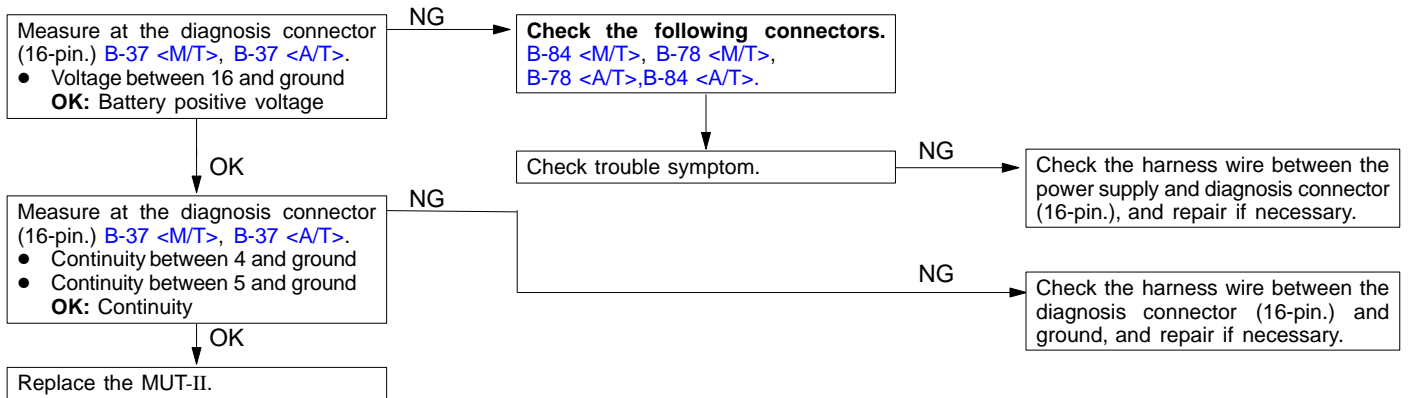 Measure at the diagnosis connector
(16-pin.) B-37 <M/T>, B-37 <A/T>.
● Voltage between 16 and ground
OK: Battery positive voltage
NG
Check the following connectors.
B-84 <M/T>, B-78 <M/T>,
B-78 <A/T>,B-84 <A/T>.
OK
Check trouble symptom.
NG
Check the harness wire between the
power supply and diagnosis connector
(16-pin.), and repair if necessary.
Measure at the diagnosis connector
(16-pin.) B-37 <M/T>, B-37 <A/T>.
● Continuity between 4 and ground
● Continuity between 5 and ground
OK: Continuity
NG
NG
Check the harness wire between the
diagnosis connector (16-pin.) and
ground, and repair if necessary.
OK
Replace the MUT-II.